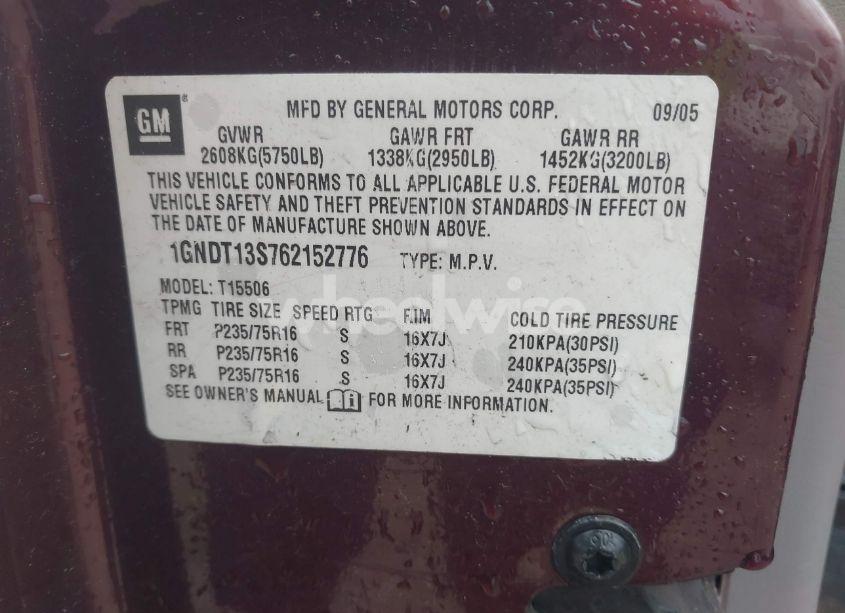 GM
MFD BY GENERAL MOTORS CORP. 09/05
GVWR GAWR FRT GAWR RR
2608KG(5750LB) 1338KG(2950LB) 1452KG(3200LB)
THIS VEHICLE CONFORMS TO ALL APPLICABLE U.S. FEDERAL MOTOR
VEHICLE SAFETY AND THEFT PREVENTION STANDARDS IN EFFECT ON
THE DATE OF MANUFACTURE SHOWN ABOVE.
1GNDT13S762152776 TYPE: M.P.V.
MODEL: T15506
TPMG TIRE SIZE SPEED RTG RIM COLD TIRE PRESSURE
FRT P235/75R16 S 16X7J 210KPA(30PSI)
RR P235/75R16 S 16X7J 240KPA(35PSI)
SPA P235/75R16 S 16X7J 240KPA(35PSI)
SEE OWNER'S MANUAL FOR MORE INFORMATION.
wheelwise